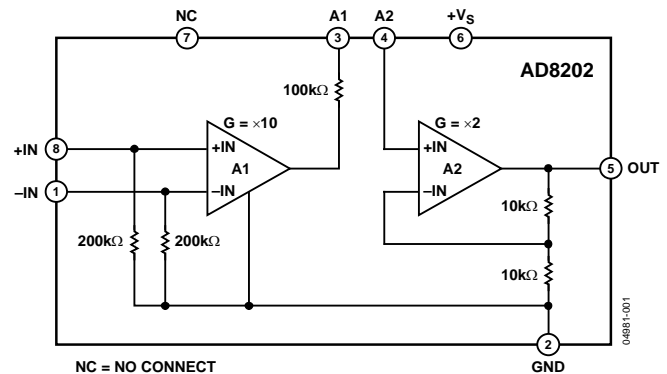 NC
7
A1
3
A2
4
+VS
6
AD8202
100kΩ
G = ×10
G = ×2
+IN
8
+IN
A1
–IN
–IN
1
+IN
A2
–IN
5
OUT
10kΩ
200kΩ
200kΩ
10kΩ
04981-001
2
GND
NC = NO CONNECT